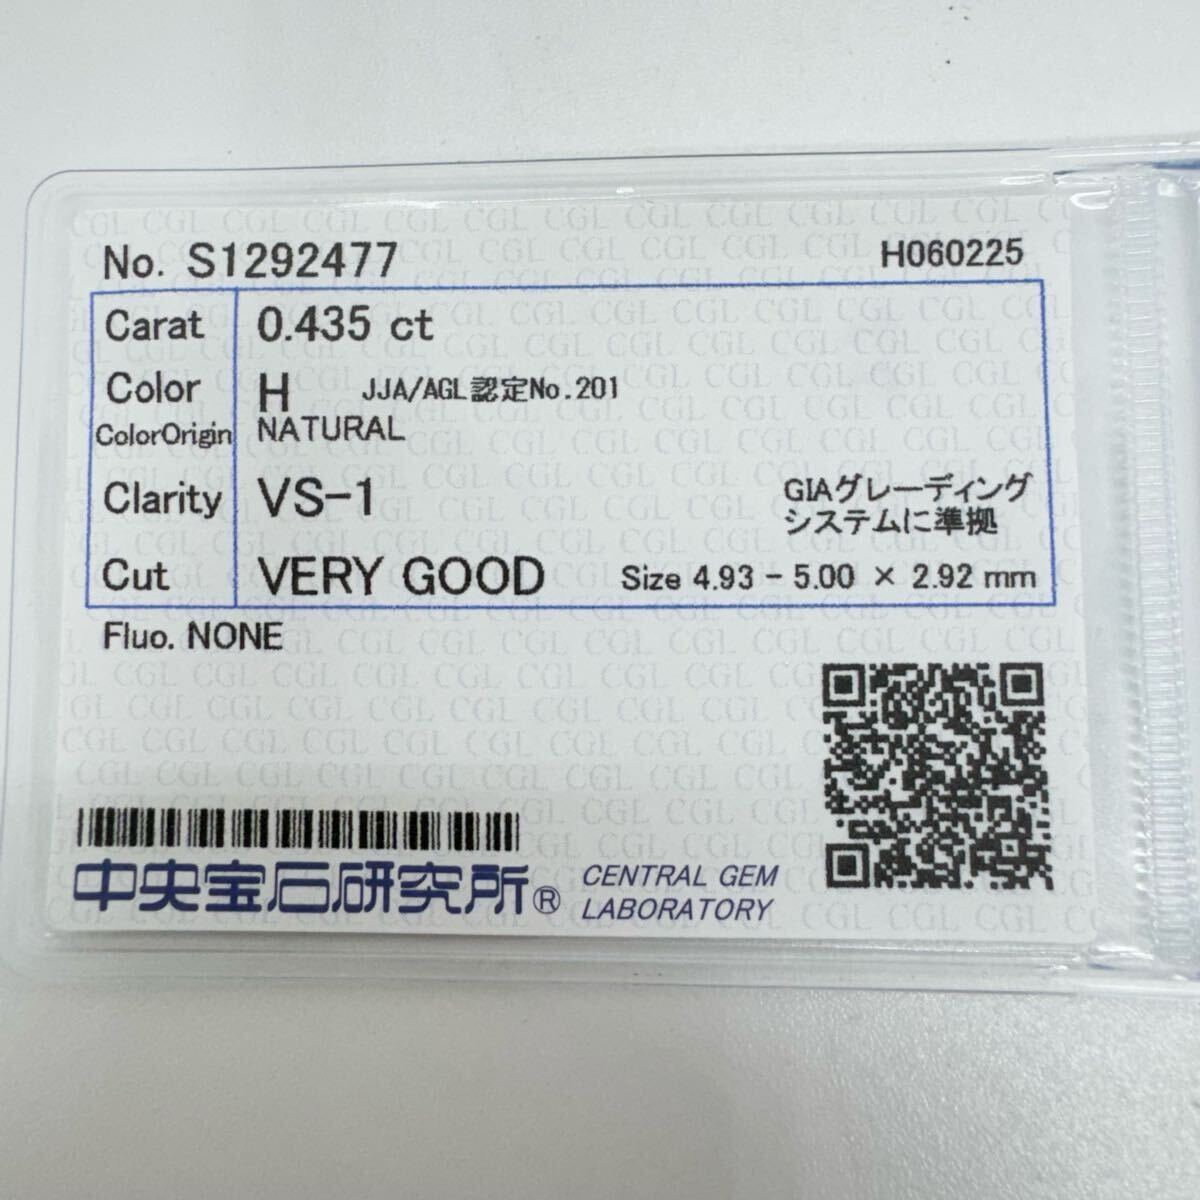 No. S1292477 H060225
Carat 0.435 ct
Color H JJA/AGL認定No.201
ColorOrigin NATURAL
Clarity VS-1 GIAグレーディング
システムに準拠
Cut VERY GOOD Size 4.93 - 5.00 × 2.92 mm
Fluo. NONE
中央宝石研究所® CENTRAL GEM
LABORATORY